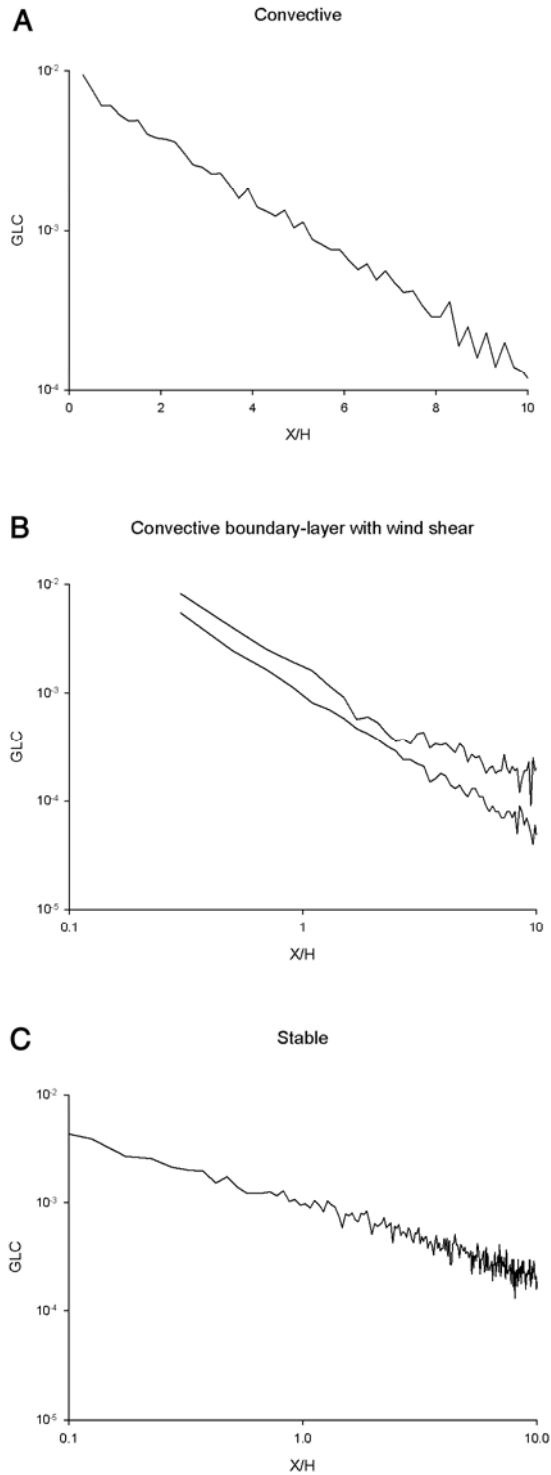 A
Convective
10-2
10-3
10-4
GLC
0 2 4 6 8 10
X/H
B
Convective boundary-layer with wind shear
10-2
10-3
10-4
10-5
GLC
0.1 1 10
X/H
C
Stable
10-2
10-3
10-4
10-5
GLC
0.1 1.0 10.0
X/H